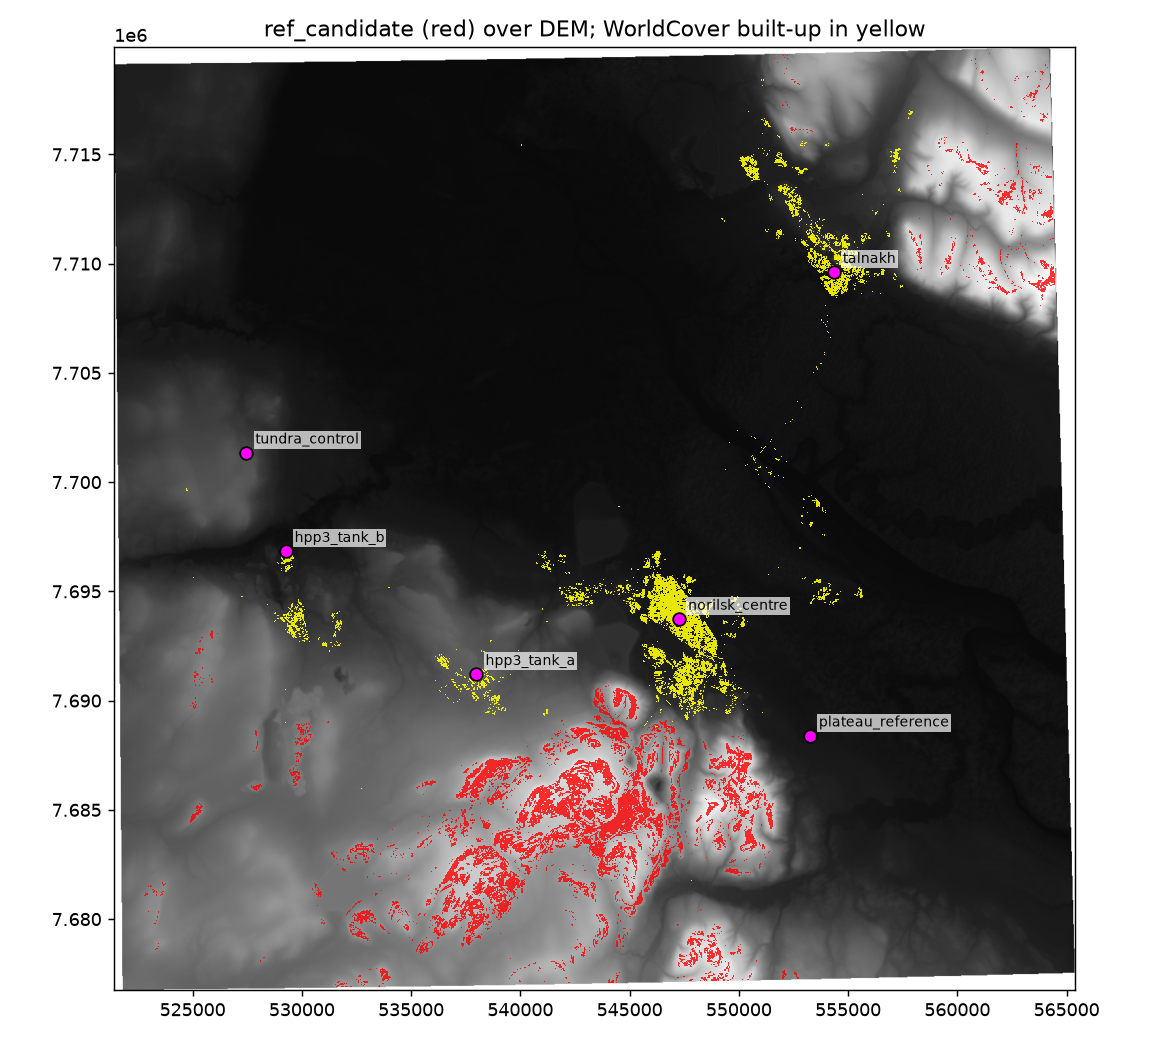 ref_candidate (red) over DEM; WorldCover built-up in yellow
1e6
7.715
7.710
7.705
7.700
7.695
7.690
7.685
7.680
talnakh
tundra_control
hpp3_tank_b
norilsk_centre
hpp3_tank_a
plateau_reference
525000 530000 535000 540000 545000 550000 555000 560000 565000